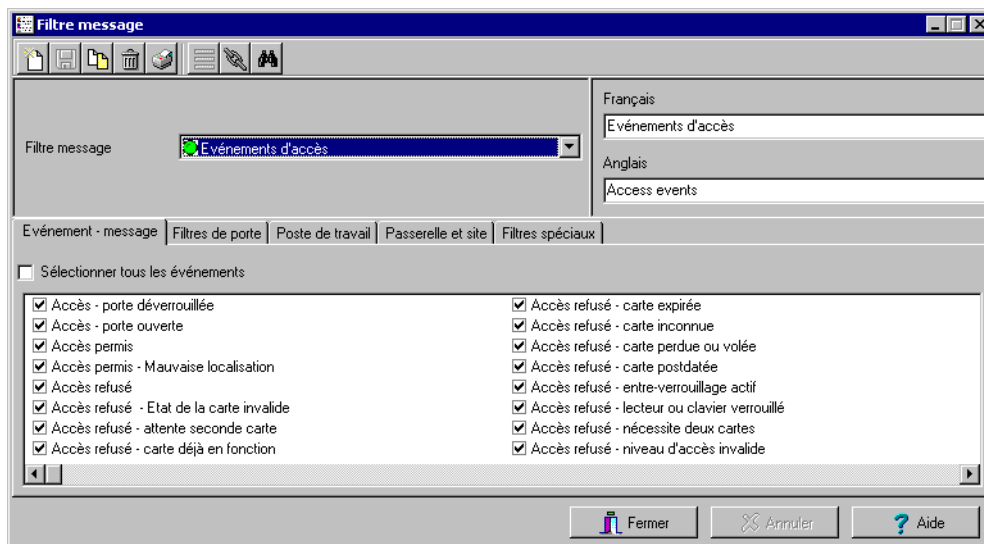 Filtre message
Français
Evénements d'accès
Filtre message
Evénements d'accès
Anglais
Access events
Evénement - message
Filtres de porte
Poste de travail
Passerelle et site
Filtres spéciaux
Sélectionner tous les événements
Accès - porte déverrouillée
Accès - porte ouverte
Accès permis
Accès permis - Mauvaise localisation
Accès refusé
Accès refusé - Etat de la carte invalide
Accès refusé - attente seconde carte
Accès refusé - carte déjà en fonction
Accès refusé - carte expirée
Accès refusé - carte inconnue
Accès refusé - carte perdue ou volée
Accès refusé - carte postdatée
Accès refusé - entre-verrouillage actif
Accès refusé - lecteur ou clavier verrouillé
Accès refusé - nécessite deux cartes
Accès refusé - niveau d'accès invalide
Fermer
Annuler
Aide